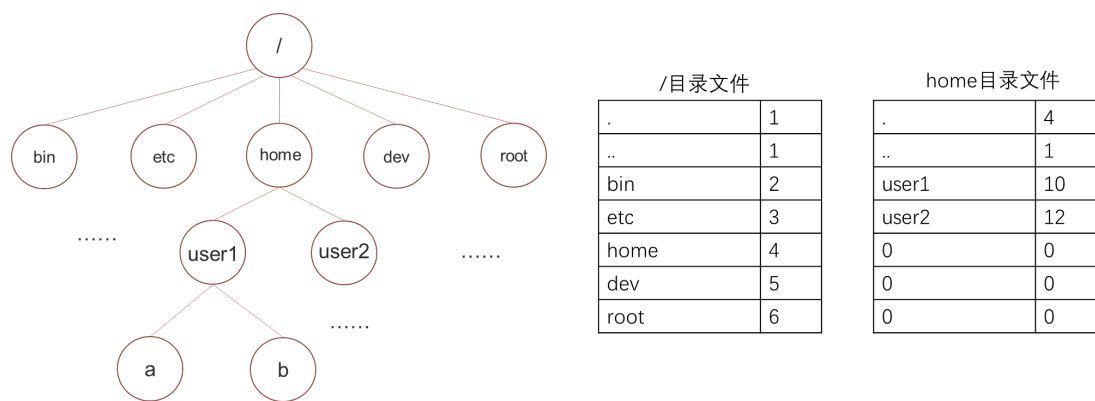 /
bin
etc
home
dev
root
......
user1
user2
......
......
a
b
/目录文件
. 1
.. 1
bin 2
etc 3
home 4
dev 5
root 6
home目录文件
. 4
.. 1
user1 10
user2 12
0 0
0 0
0 0